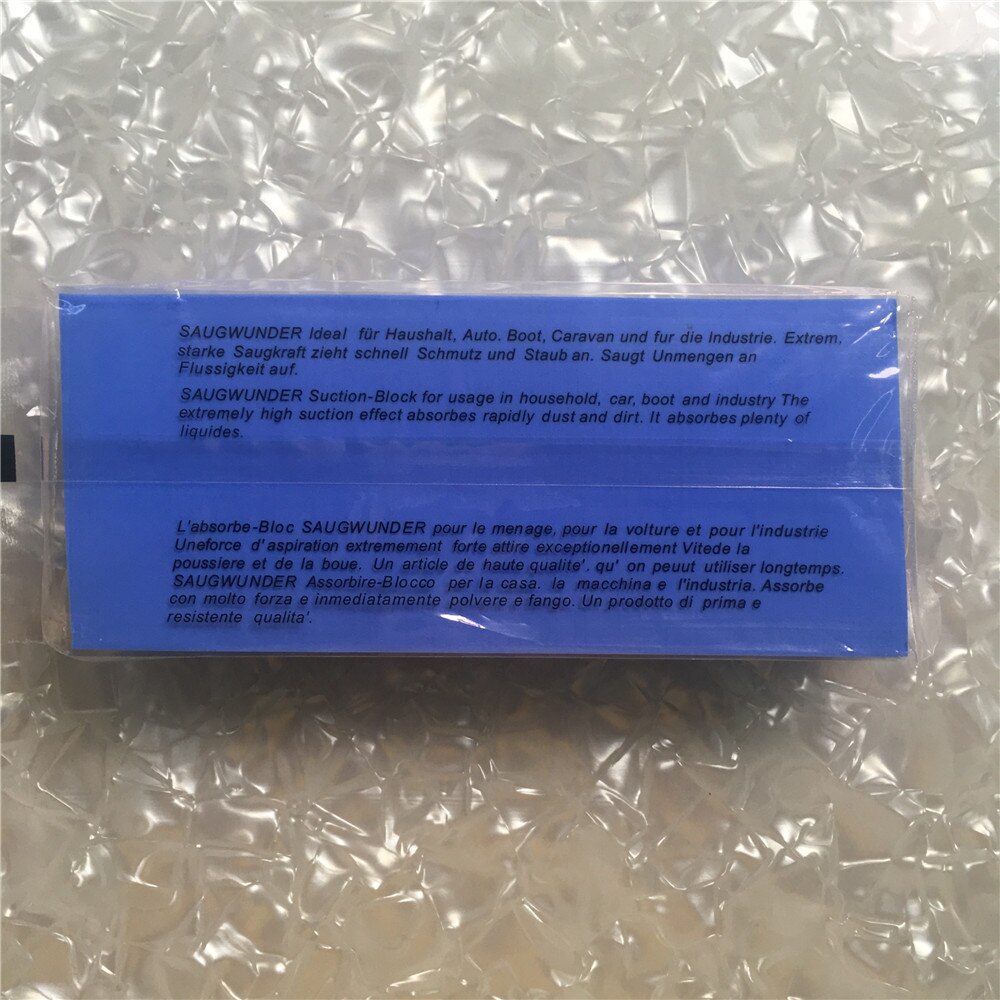 SAUGWUNDER Ideal für Haushalt, Auto. Boot, Caravan und fur die Industrie. Extrem.
starke Saugkraft zieht schnell Schmutz und Staub an. Saugt Unmengen an
Flussigkeit auf.
SAUGWUNDER Suction-Block for usage in household, car, boot and industry The
extremely high suction effect absorbes rapidly dust and dirt. It absorbes plenty of
liquides.
L'absorbe-Bloc SAUGWUNDER pour le menage, pour la volture et pour l'industrie
Uneforce d'aspiration extremement forte attire exceptionellement Vitede la
poussiere et de la boue. Un article de haute qualite'. qu' on peuut utiliser longtemps.
SAUGWUNDER Assorbire-Blocco per la casa. la macchina e l'industria. Assorbe
con molto forza e inmediatamente polvere e fango. Un prodotto di prima e
resistente qualita'.